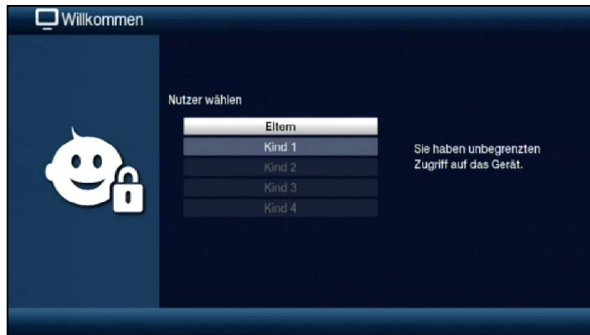 Willkommen
Nutzer wählen
Eltern
Kind 1
Kind 2
Kind 3
Kind 4
Sie haben unbegrenzten
Zugriff auf das Gerät.